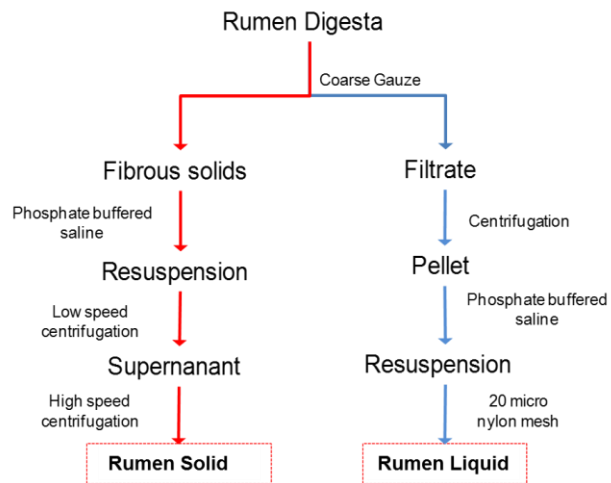 Rumen Digesta
Coarse Gauze
Fibrous solids
Filtrate
Phosphate buffered
saline
Centrifugation
Resuspension
Pellet
Low speed
centrifugation
Phosphate buffered
saline
Supernanant
Resuspension
High speed
centrifugation
20 micro
nylon mesh
Rumen Solid
Rumen Liquid